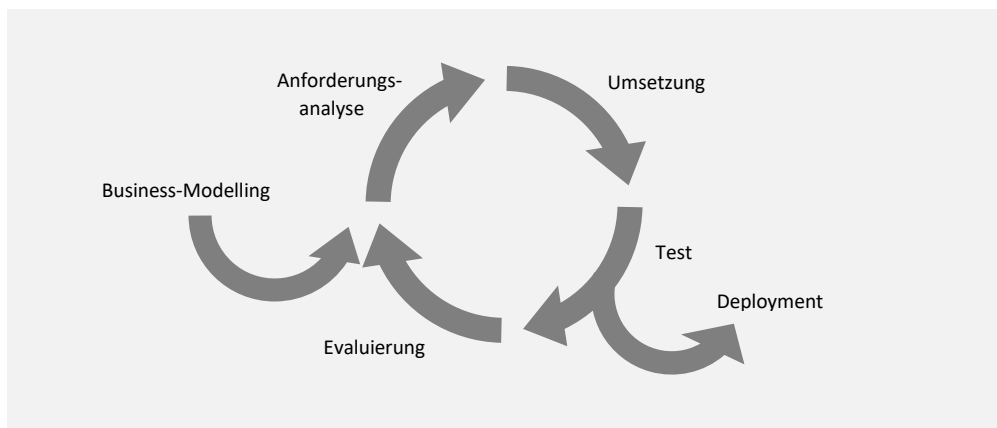 Anforderungs-
analyse
Umsetzung
Business-Modelling
Test
Deployment
Evaluierung